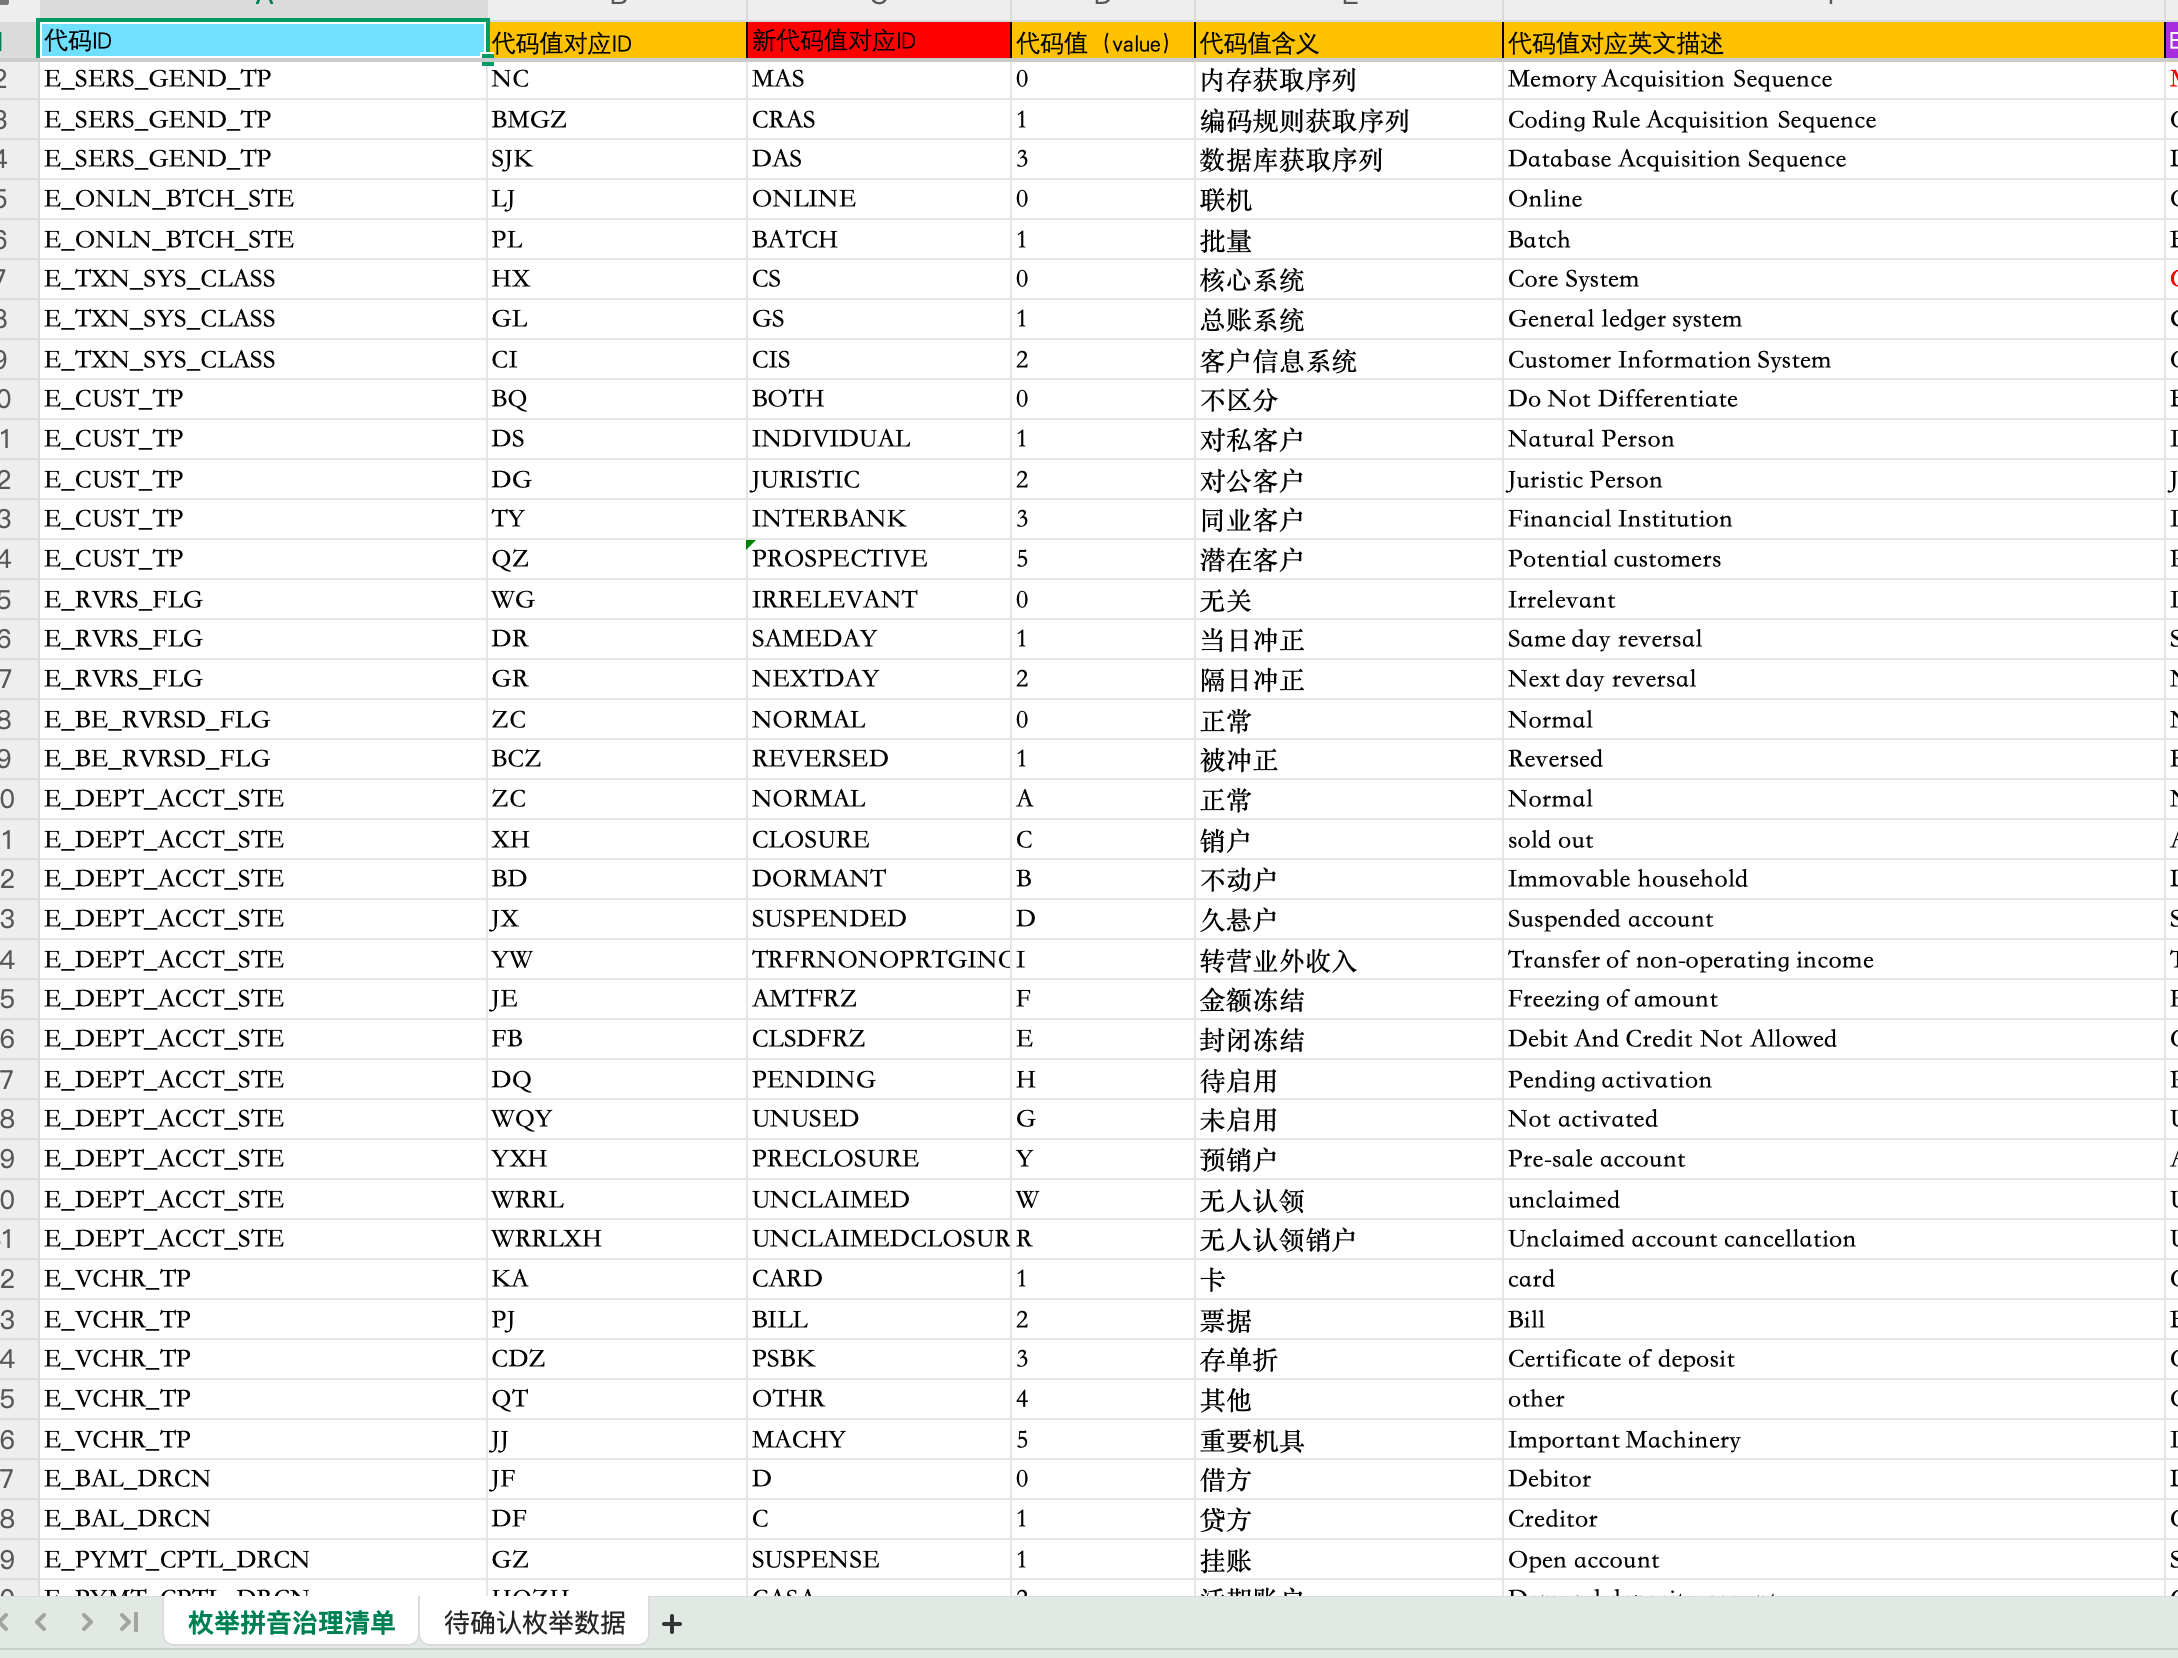 代码ID 代码值对应ID 新代码值对应ID 代码值（value） 代码值含义 代码值对应英文描述
E_SERS_GEND_TP NC MAS 0 内存获取序列 Memory Acquisition Sequence
E_SERS_GEND_TP BMGZ CRAS 1 编码规则获取序列 Coding Rule Acquisition Sequence
E_SERS_GEND_TP SJK DAS 3 数据库获取序列 Database Acquisition Sequence
E_ONLN_BTCH_STE LJ ONLINE 0 联机 Online
E_ONLN_BTCH_STE PL BATCH 1 批量 Batch
E_TXN_SYS_CLASS HX CS 0 核心系统 Core System
E_TXN_SYS_CLASS GL GS 1 总账系统 General ledger system
E_TXN_SYS_CLASS CI CIS 2 客户信息系统 Customer Information System
E_CUST_TP BQ BOTH 0 不区分 Do Not Differentiate
E_CUST_TP DS INDIVIDUAL 1 对私客户 Natural Person
E_CUST_TP DG JURISTIC 2 对公客户 Juristic Person
E_CUST_TP TY INTERBANK 3 同业客户 Financial Institution
E_CUST_TP QZ PROSPECTIVE 5 潜在客户 Potential customers
E_RVRS_FLG WG IRRELEVANT 0 无关 Irrelevant
E_RVRS_FLG DR SAMEDAY 1 当日冲正 Same day reversal
E_RVRS_FLG GR NEXTDAY 2 隔日冲正 Next day reversal
E_BE_RVRSD_FLG ZC NORMAL 0 正常 Normal
E_BE_RVRSD_FLG BCZ REVERSED 1 被冲正 Reversed
E_DEPT_ACCT_STE ZC NORMAL A 正常 Normal
E_DEPT_ACCT_STE XH CLOSURE C 销户 sold out
E_DEPT_ACCT_STE BD DORMANT B 不动户 Immovable household
E_DEPT_ACCT_STE JX SUSPENDED D 久悬户 Suspended account
E_DEPT_ACCT_STE YW TRFRNONOPRTGINC I 转营业外收入 Transfer of non-operating income
E_DEPT_ACCT_STE JE AMTFRZ F 金额冻结 Freezing of amount
E_DEPT_ACCT_STE FB CLSDFRZ E 封闭冻结 Debit And Credit Not Allowed
E_DEPT_ACCT_STE DQ PENDING H 待启用 Pending activation
E_DEPT_ACCT_STE WQY UNUSED G 未启用 Not activated
E_DEPT_ACCT_STE YXH PRECLOSURE Y 预销户 Pre-sale account
E_DEPT_ACCT_STE WRRL UNCLAIMED W 无人认领 unclaimed
E_DEPT_ACCT_STE WRRLXH UNCLAIMEDCLOSUR R 无人认领销户 Unclaimed account cancellation
E_VCHR_TP KA CARD 1 卡 card
E_VCHR_TP PJ BILL 2 票据 Bill
E_VCHR_TP CDZ PSBK 3 存单折 Certificate of deposit
E_VCHR_TP QT OTHR 4 其他 other
E_VCHR_TP JJ MACHY 5 重要机具 Important Machinery
E_BAL_DRCN JF D 0 借方 Debitor
E_BAL_DRCN DF C 1 贷方 Creditor
E_PYMT_CPTL_DRCN GZ SUSPENSE 1 挂账 Open account
枚举拼音治理清单 待确认枚举数据 +